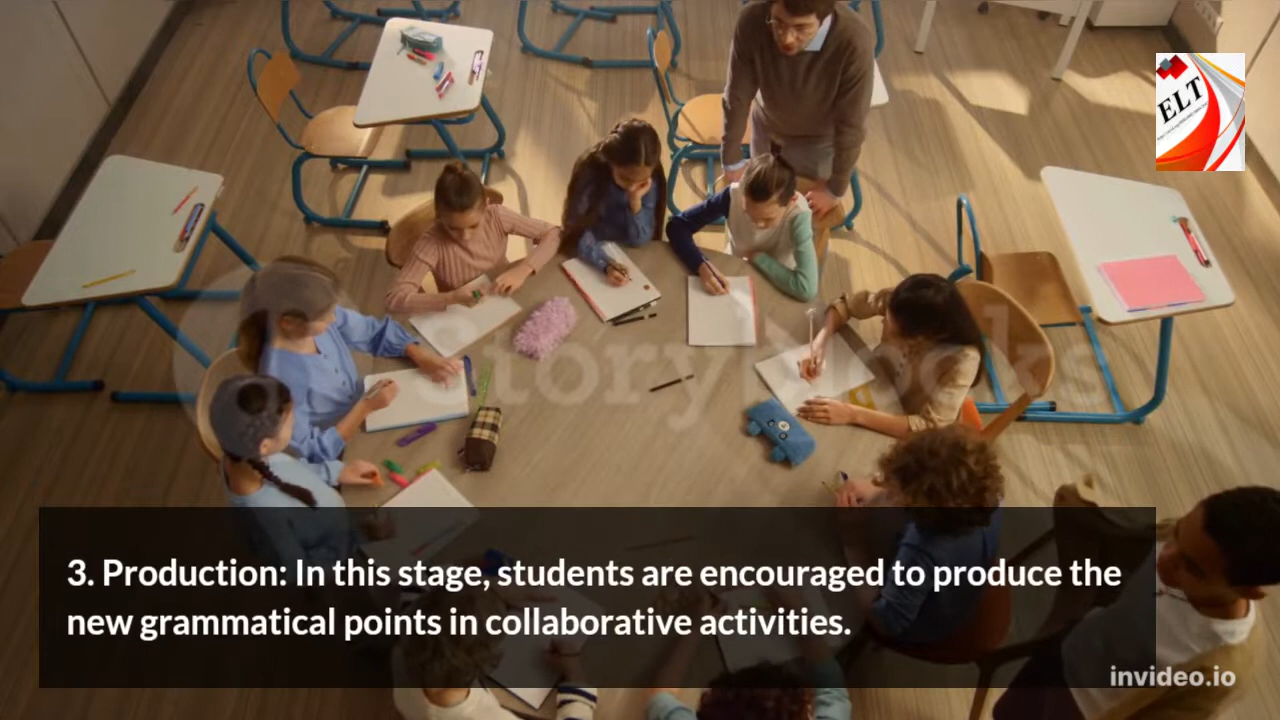 ELT
Storyblocks
3. Production: In this stage, students are encouraged to produce the
new grammatical points in collaborative activities.
invideo.io